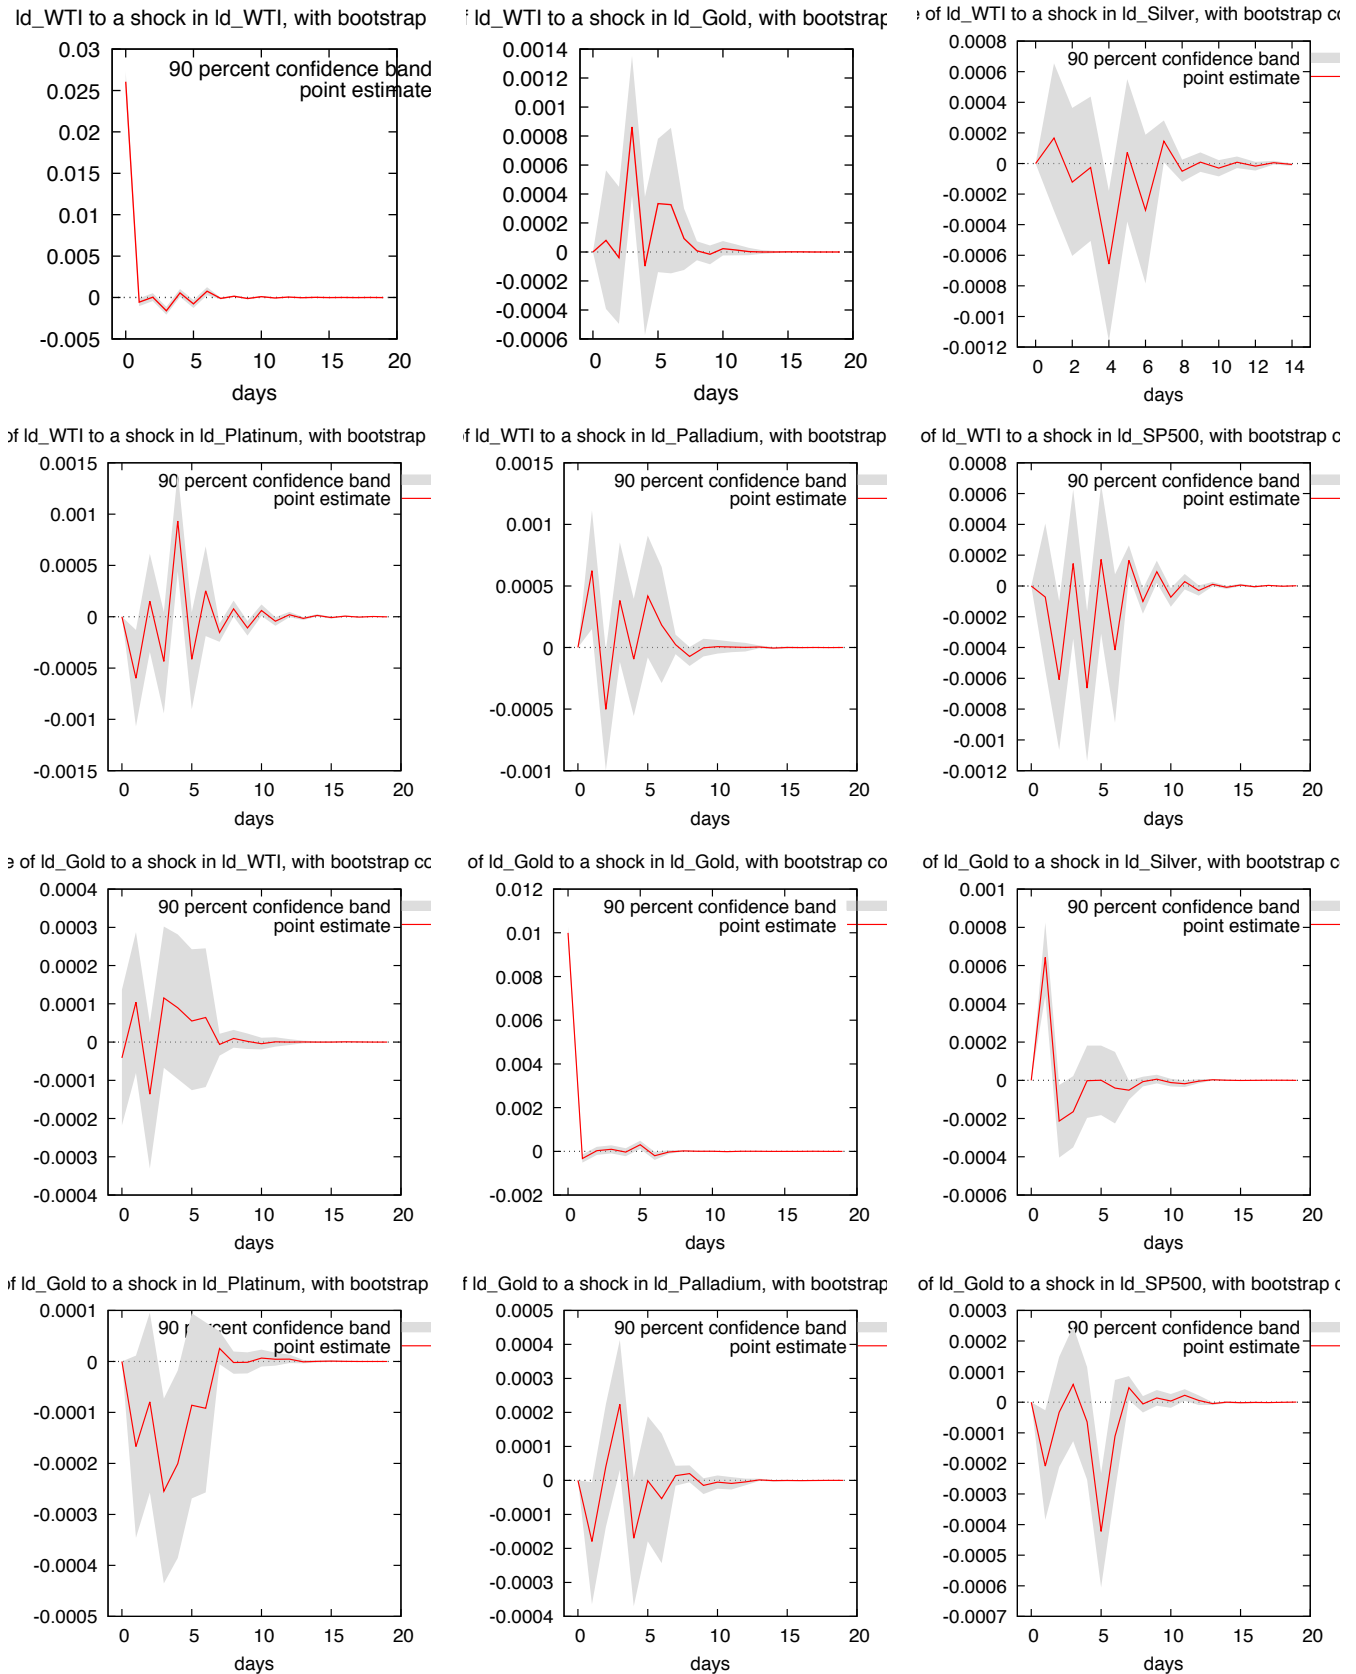 ld_WTI to a shock in ld_WTI, with bootstrap
0.03
0.025
0.02
0.015
0.01
0.005
0
-0.005
90 percent confidence band
point estimate
0 5 10 15 20
days
f ld_WTI to a shock in ld_Gold, with bootstrap
0.0014
0.0012
0.001
0.0008
0.0006
0.0004
0.0002
0
-0.0002
-0.0004
-0.0006
90 percent confidence band
point estimate
0 5 10 15 20
days
e of ld_WTI to a shock in ld_Silver, with bootstrap co
0.0008
0.0006
0.0004
0.0002
0
-0.0002
-0.0004
-0.0006
-0.0008
-0.001
-0.0012
90 percent confidence band
point estimate
0 2 4 6 8 10 12 14
days
of ld_WTI to a shock in ld_Platinum, with bootstrap
0.0015
0.001
0.0005
0
-0.0005
-0.001
-0.0015
90 percent confidence band
point estimate
0 5 10 15 20
days
of ld_WTI to a shock in ld_Palladium, with bootstrap
0.0015
0.001
0.0005
0
-0.0005
-0.001
90 percent confidence band
point estimate
0 5 10 15 20
days
of ld_WTI to a shock in ld_SP500, with bootstrap c
0.0008
0.0006
0.0004
0.0002
0
-0.0002
-0.0004
-0.0006
-0.0008
-0.001
-0.0012
90 percent confidence band
point estimate
0 5 10 15 20
days
e of ld_Gold to a shock in ld_WTI, with bootstrap co
0.0004
0.0003
0.0002
0.0001
0
-0.0001
-0.0002
-0.0003
-0.0004
90 percent confidence band
point estimate
0 5 10 15 20
days
of ld_Gold to a shock in ld_Gold, with bootstrap co
0.012
0.01
0.008
0.006
0.004
0.002
0
-0.002
90 percent confidence band
point estimate
0 5 10 15 20
days
of ld_Gold to a shock in ld_Silver, with bootstrap c
0.001
0.0008
0.0006
0.0004
0.0002
0
-0.0002
-0.0004
-0.0006
90 percent confidence band
point estimate
0 5 10 15 20
days
of ld_Gold to a shock in ld_Platinum, with bootstrap
0.0001
0
-0.0001
-0.0002
-0.0003
-0.0004
-0.0005
90 percent confidence band
point estimate
0 5 10 15 20
days
f ld_Gold to a shock in ld_Palladium, with bootstrap
0.0005
0.0004
0.0003
0.0002
0.0001
0
-0.0001
-0.0002
-0.0003
-0.0004
90 percent confidence band
point estimate
0 5 10 15 20
days
of ld_Gold to a shock in ld_SP500, with bootstrap c
0.0003
0.0002
0.0001
0
-0.0001
-0.0002
-0.0003
-0.0004
-0.0005
-0.0006
-0.0007
90 percent confidence band
point estimate
0 5 10 15 20
days